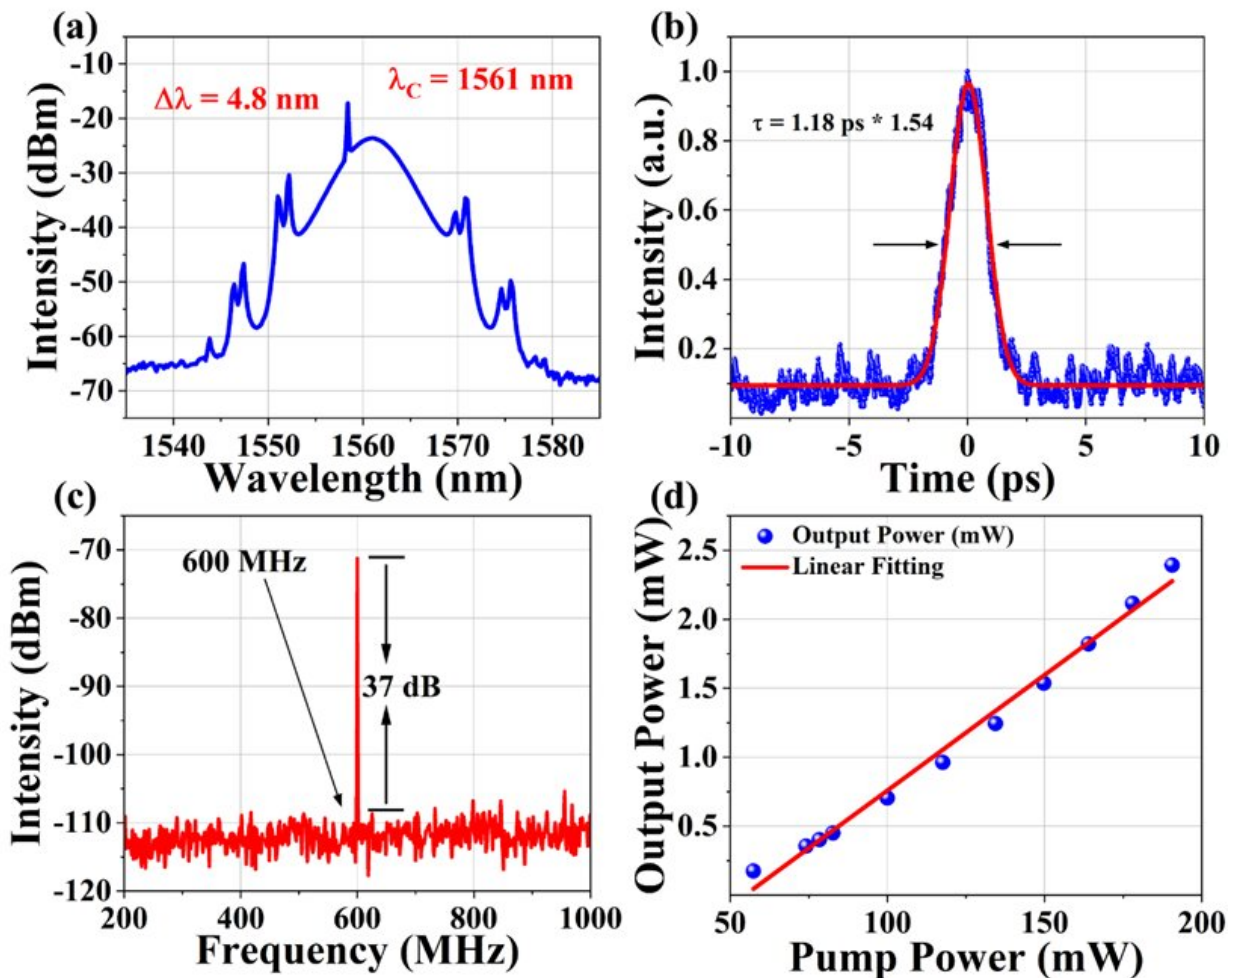 (a)
Δλ = 4.8 nm
λC = 1561 nm
Intensity (dBm)
-10
-20
-30
-40
-50
-60
-70
1540
1550
1560
1570
1580
Wavelength (nm)
(b)
τ = 1.18 ps * 1.54
Intensity (a.u.)
1.0
0.8
0.6
0.4
0.2
-10
-5
0
5
10
Time (ps)
(c)
600 MHz
37 dB
Intensity (dBm)
-70
-80
-90
-100
-110
-120
200
400
600
800
1000
Frequency (MHz)
(d)
Output Power (mW)
Linear Fitting
Output Power (mW)
2.5
2.0
1.5
1.0
0.5
50
100
150
200
Pump Power (mW)